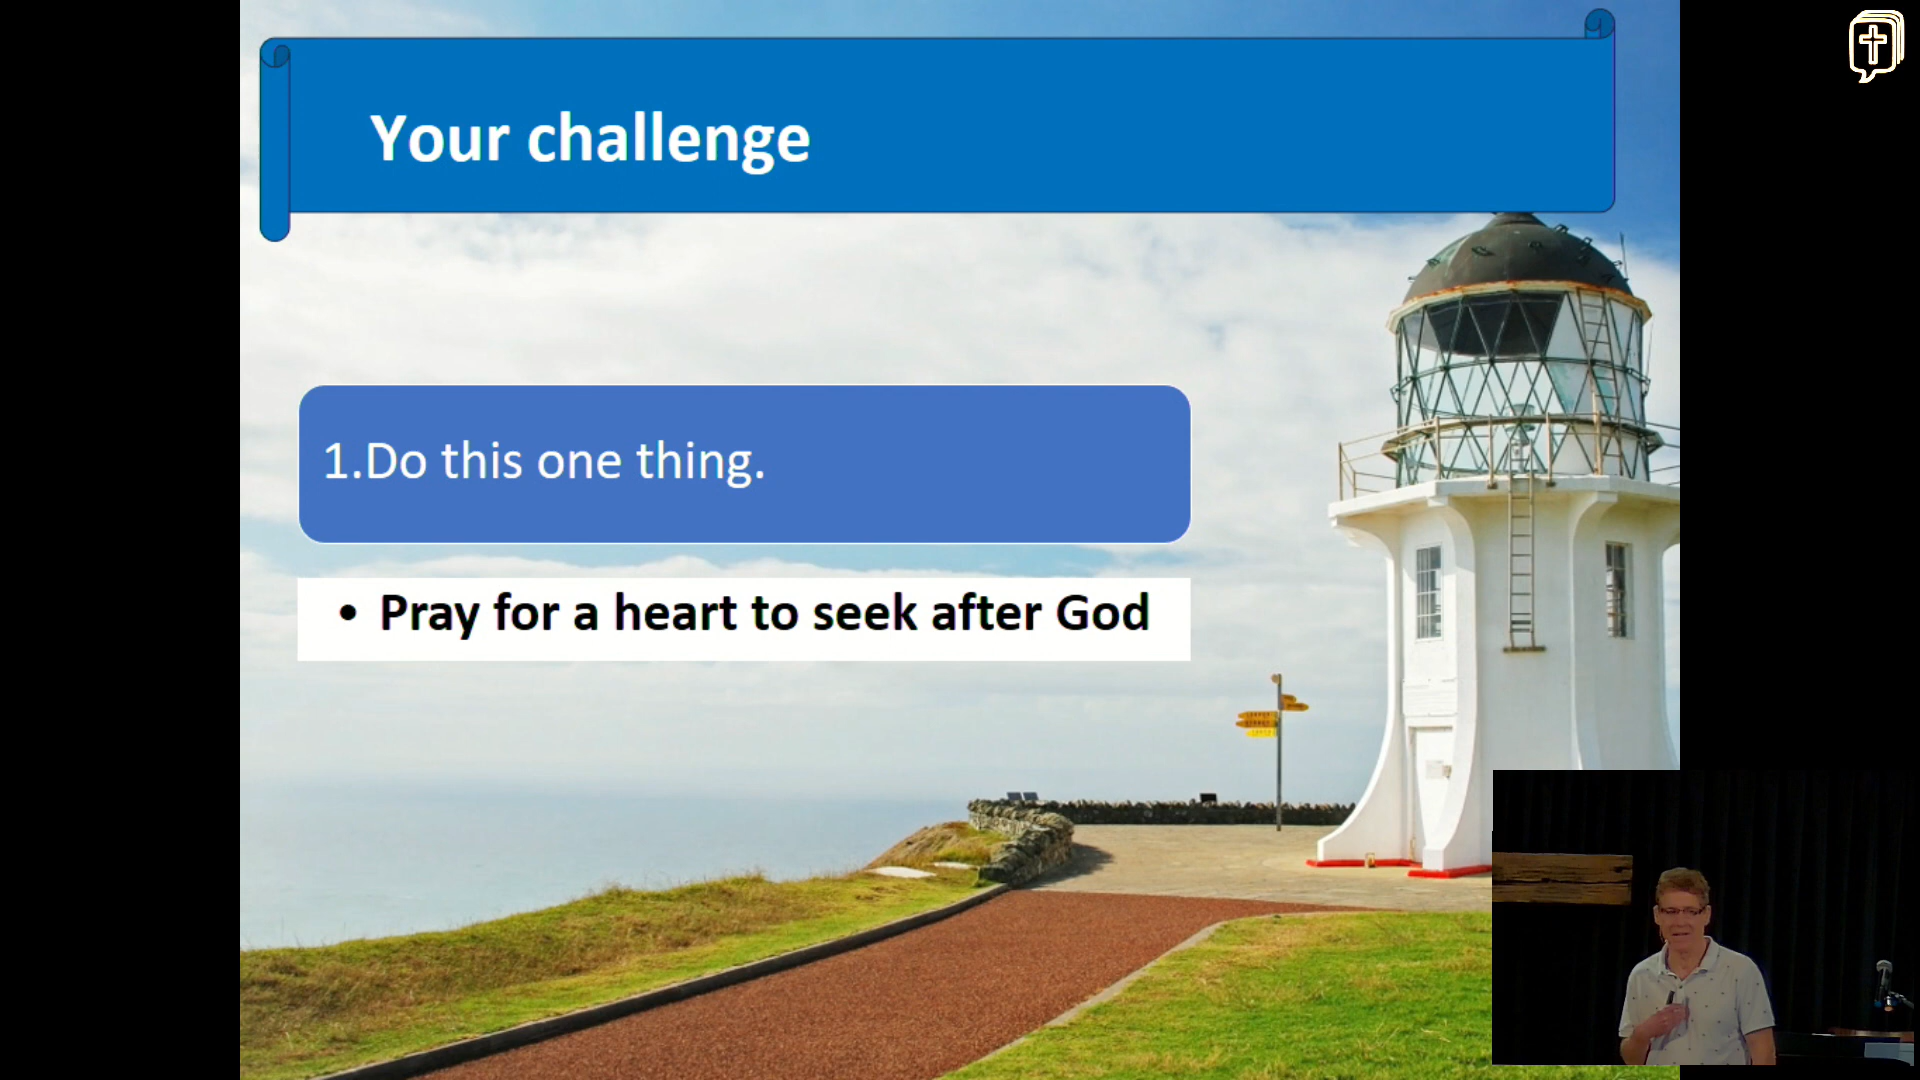 Your challenge
1.Do this one thing.
• Pray for a heart to seek after God